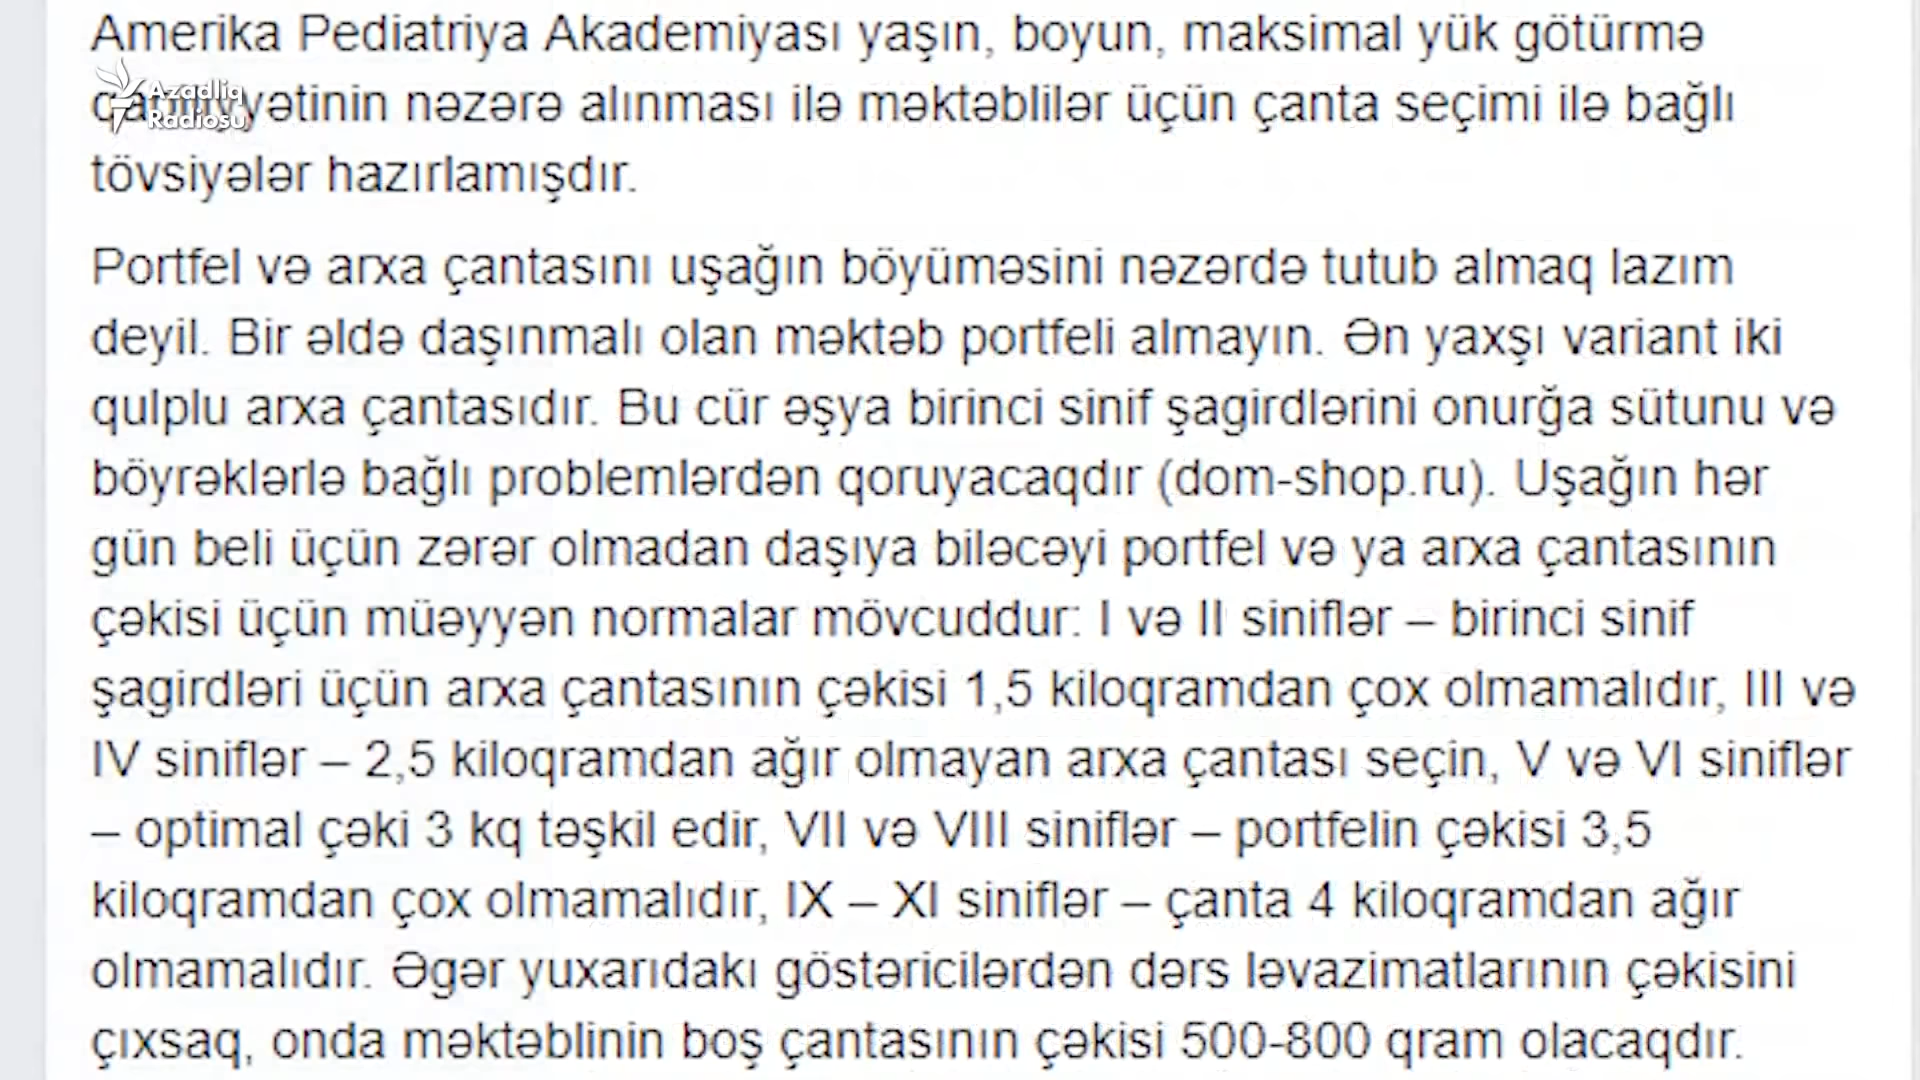 Amerika Pediatriya Akademiyası yaşın, boyun, maksimal yük götürmə
Azadlıq
Radiosu
qabiliyyətinin nəzərə alınması ilə məktəblilər üçün çanta seçimi ilə bağlı
tövsiyələr hazırlamışdır.
Portfel və arxa çantasını uşağın böyüməsini nəzərdə tutub almaq lazım
deyil. Bir əldə daşınmalı olan məktəb portfeli almayın. Ən yaxşı variant iki
qulplu arxa çantasıdır. Bu cür əşya birinci sinif şagirdlərini onurğa sütunu və
böyrəklərlə bağlı problemlərdən qoruyacaqdır (dom-shop.ru). Uşağın hər
gün beli üçün zərər olmadan daşıya biləcəyi portfel və ya arxa çantasının
çəkisi üçün müəyyən normalar mövcuddur: I və II siniflər – birinci sinif
şagirdləri üçün arxa çantasının çəkisi 1,5 kiloqramdan çox olmamalıdır, III və
IV siniflər – 2,5 kiloqramdan ağır olmayan arxa çantası seçin, V və VI siniflər
– optimal çəki 3 kq təşkil edir, VII və VIII siniflər – portfelin çəkisi 3,5
kiloqramdan çox olmamalıdır, IX – XI siniflər – çanta 4 kiloqramdan ağır
olmamalıdır. Əgər yuxarıdakı göstəricilərdən dərs ləvazimatlarının çəkisini
çıxsaq, onda məktəblinin boş çantasının çəkisi 500-800 qram olacaqdır.